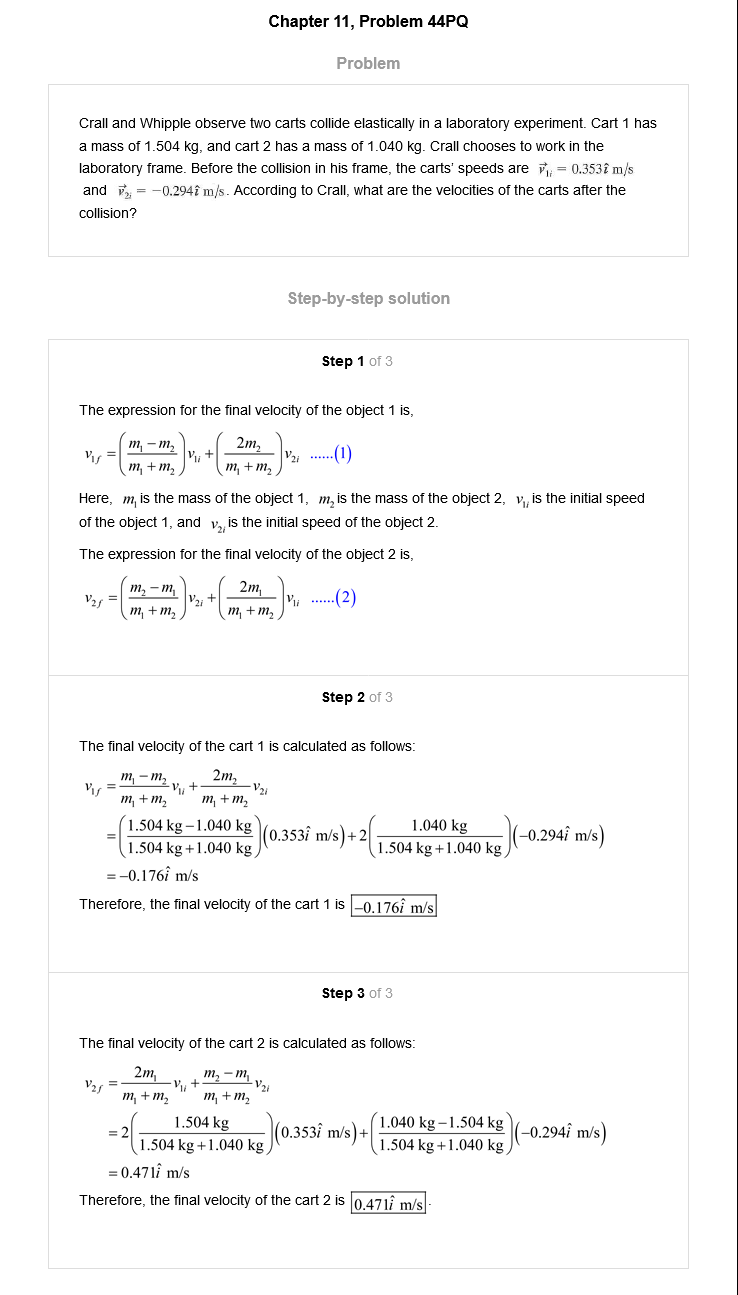 Chapter 11, Problem 44PQ
Problem
Crall and Whipple observe two carts collide elastically in a laboratory experiment. Cart 1 has
a mass of 1.504 kg, and cart 2 has a mass of 1.040 kg. Crall chooses to work in the
laboratory frame. Before the collision in his frame, the carts' speeds are $\vec{v}_{1i} = 0.353\hat{i}$ m/s
and $\vec{v}_{2i} = -0.294\hat{i}$ m/s. According to Crall, what are the velocities of the carts after the
collision?
Step-by-step solution
Step 1 of 3
The expression for the final velocity of the object 1 is,
$v_{1f} = \left(\frac{m_1 - m_2}{m_1 + m_2}\right)v_{1i} + \left(\frac{2m_2}{m_1 + m_2}\right)v_{2i}$ ......(1)
Here, $m_1$ is the mass of the object 1, $m_2$ is the mass of the object 2, $v_{1i}$ is the initial speed
of the object 1, and $v_{2i}$ is the initial speed of the object 2.
The expression for the final velocity of the object 2 is,
$v_{2f} = \left(\frac{m_2 - m_1}{m_1 + m_2}\right)v_{2i} + \left(\frac{2m_1}{m_1 + m_2}\right)v_{1i}$ ......(2)
Step 2 of 3
The final velocity of the cart 1 is calculated as follows:
$v_{1f} = \frac{m_1 - m_2}{m_1 + m_2}v_{1i} + \frac{2m_2}{m_1 + m_2}v_{2i}$
$= \left(\frac{1.504 \text{ kg} - 1.040 \text{ kg}}{1.504 \text{ kg} + 1.040 \text{ kg}}\right)(0.353\hat{i} \text{ m/s}) + 2\left(\frac{1.040 \text{ kg}}{1.504 \text{ kg} + 1.040 \text{ kg}}\right)(-0.294\hat{i} \text{ m/s})$
$= -0.176\hat{i}$ m/s
Therefore, the final velocity of the cart 1 is $\boxed{-0.176\hat{i} \text{ m/s}}$
Step 3 of 3
The final velocity of the cart 2 is calculated as follows:
$v_{2f} = \frac{2m_1}{m_1 + m_2}v_{1i} + \frac{m_2 - m_1}{m_1 + m_2}v_{2i}$
$= 2\left(\frac{1.504 \text{ kg}}{1.504 \text{ kg} + 1.040 \text{ kg}}\right)(0.353\hat{i} \text{ m/s}) + \left(\frac{1.040 \text{ kg} - 1.504 \text{ kg}}{1.504 \text{ kg} + 1.040 \text{ kg}}\right)(-0.294\hat{i} \text{ m/s})$
$= 0.471\hat{i}$ m/s
Therefore, the final velocity of the cart 2 is $\boxed{0.471\hat{i} \text{ m/s}}$.